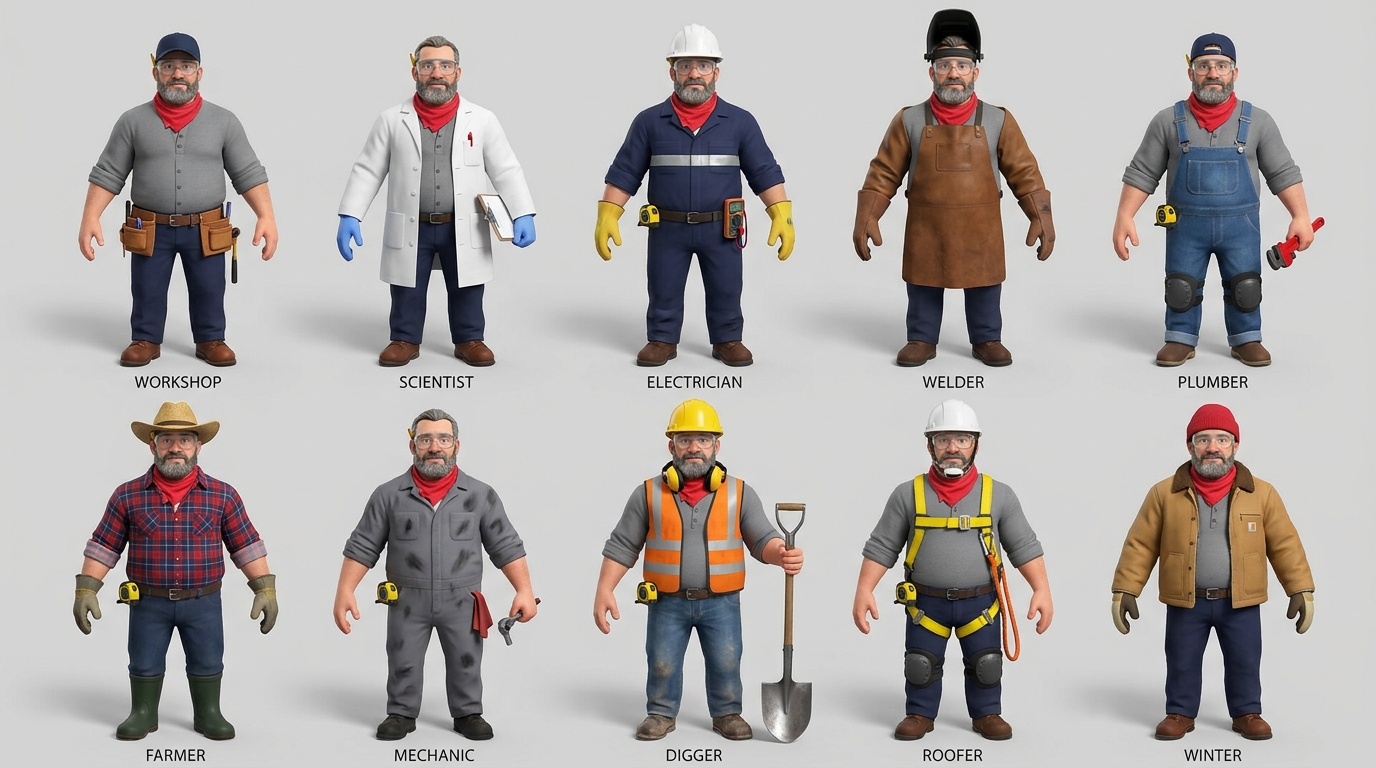 WORKSHOP
SCIENTIST
ELECTRICIAN
WELDER
PLUMBER
FARMER
MECHANIC
DIGGER
ROOFER
WINTER